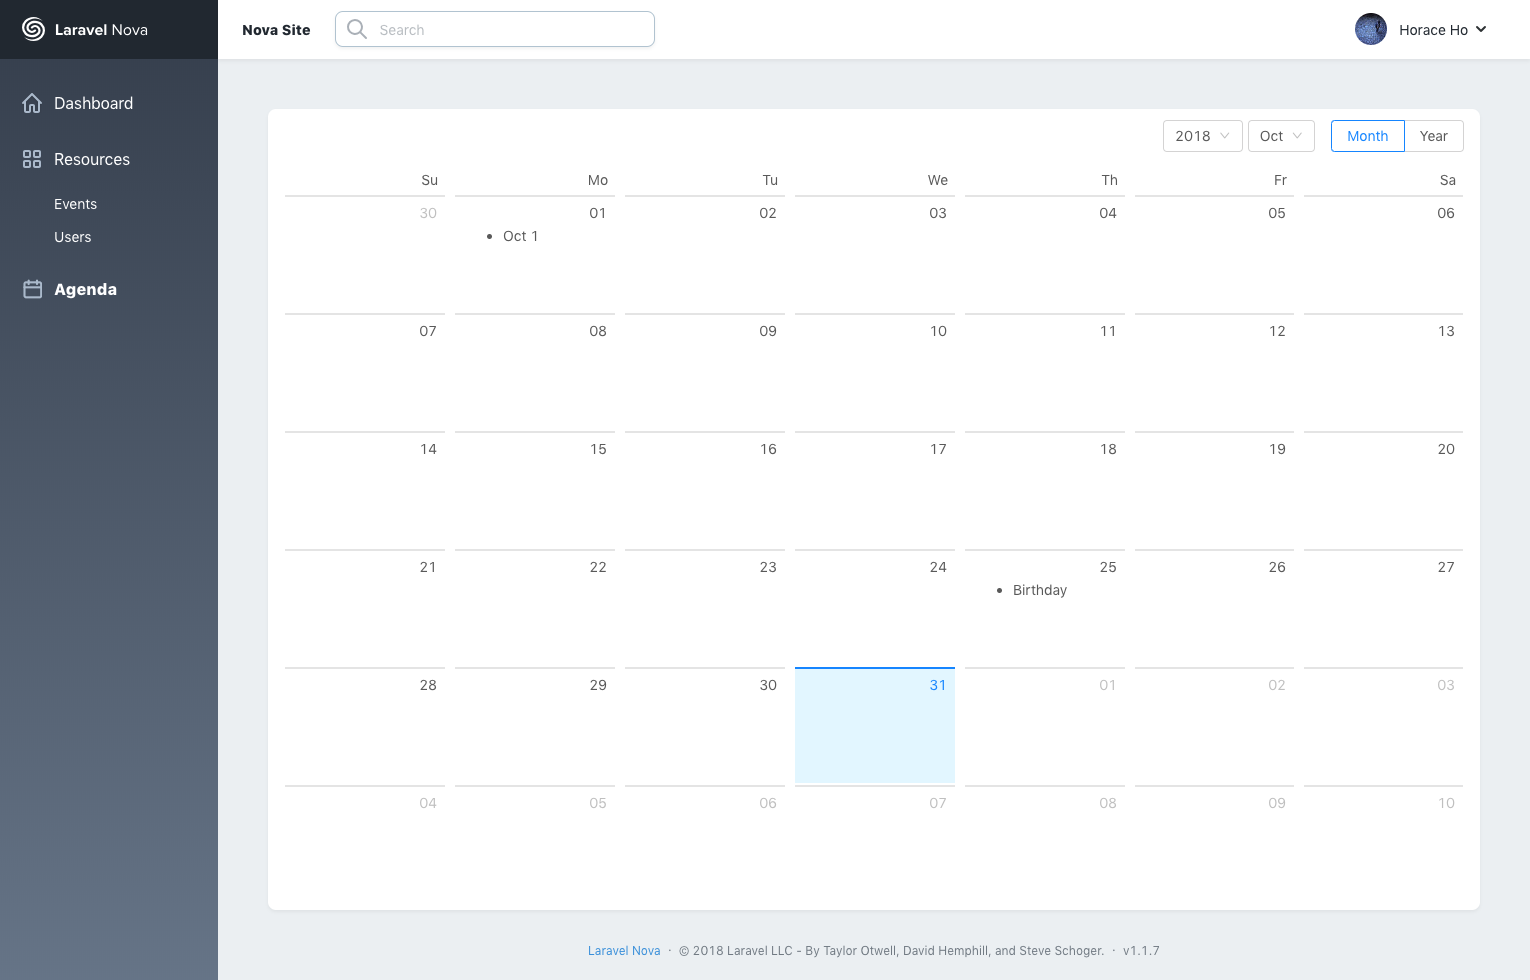 Laravel Nova
Nova Site
Search
Horace Ho
Dashboard
Resources
Events
Users
Agenda
2018 Oct Month Year
Su Mo Tu We Th Fr Sa
30 01 02 03 04 05 06
• Oct 1
07 08 09 10 11 12 13
14 15 16 17 18 19 20
21 22 23 24 25 26 27
• Birthday
28 29 30 31 01 02 03
04 05 06 07 08 09 10
Laravel Nova · © 2018 Laravel LLC - By Taylor Otwell, David Hemphill, and Steve Schoger. · v1.1.7